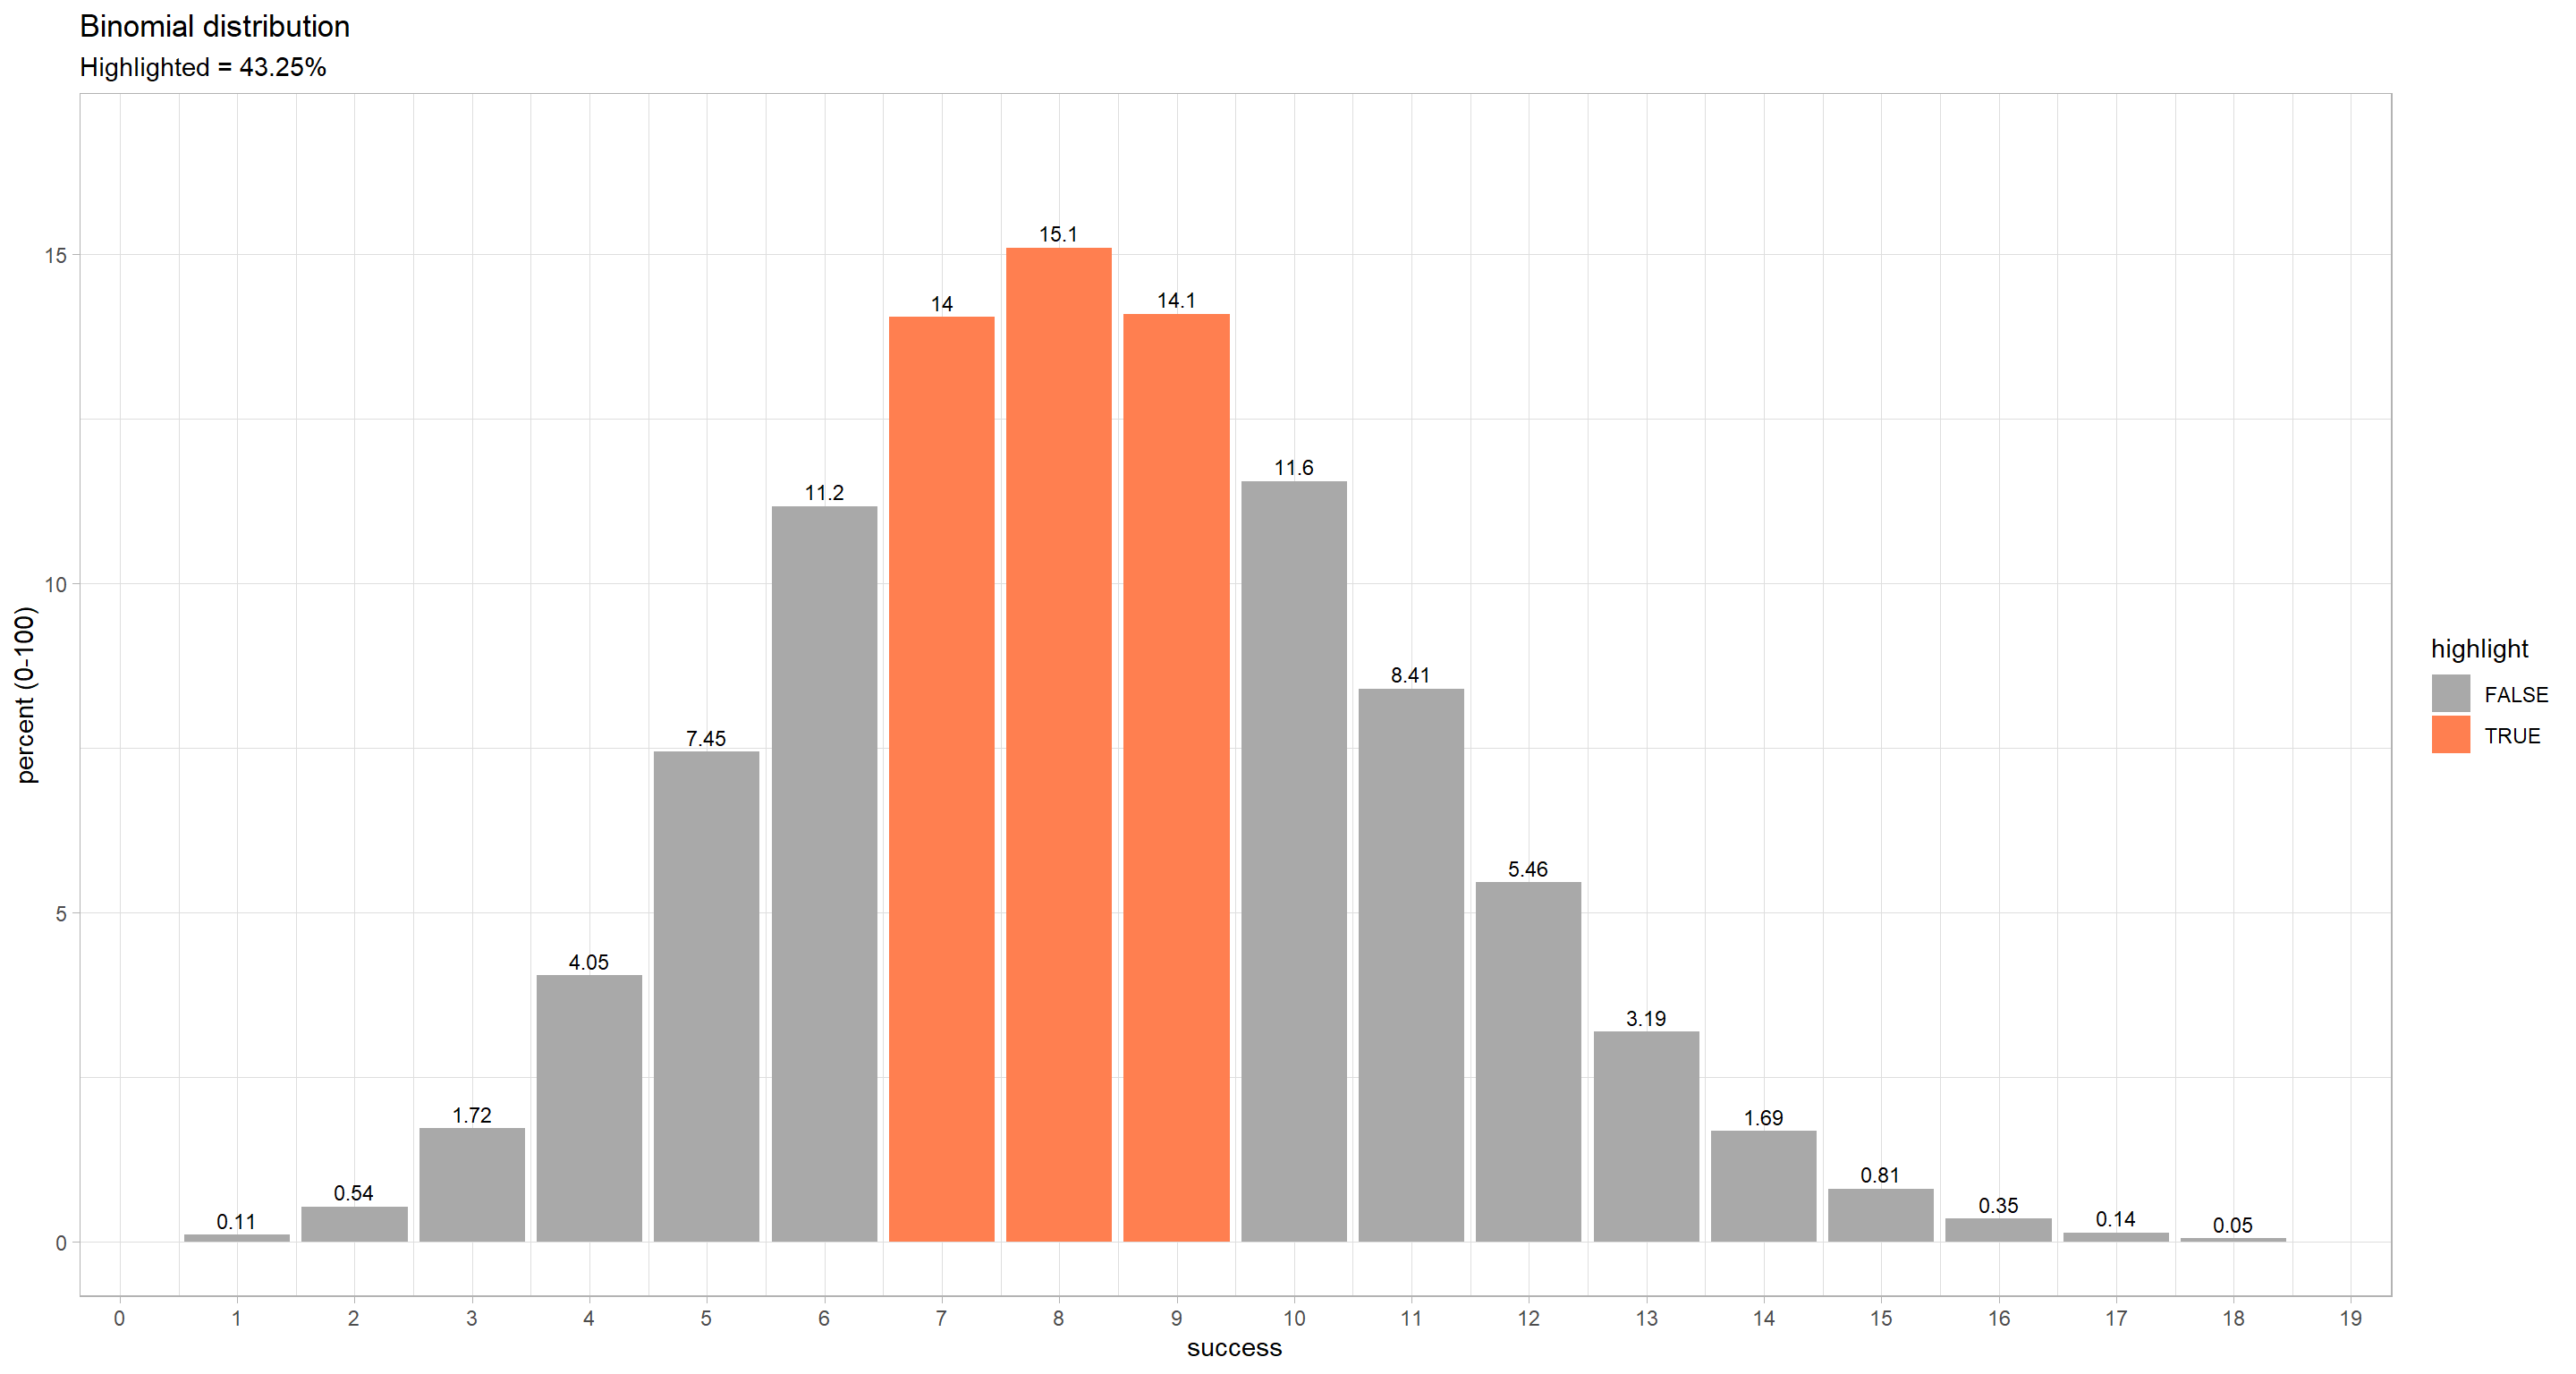 Binomial distribution
Highlighted = 43.25%
percent (0-100)
15
10
5
0
0.11
0.54
1.72
4.05
7.45
11.2
14
15.1
14.1
11.6
8.41
5.46
3.19
1.69
0.81
0.35
0.14
0.05
0 1 2 3 4 5 6 7 8 9 10 11 12 13 14 15 16 17 18 19
success
highlight
FALSE
TRUE